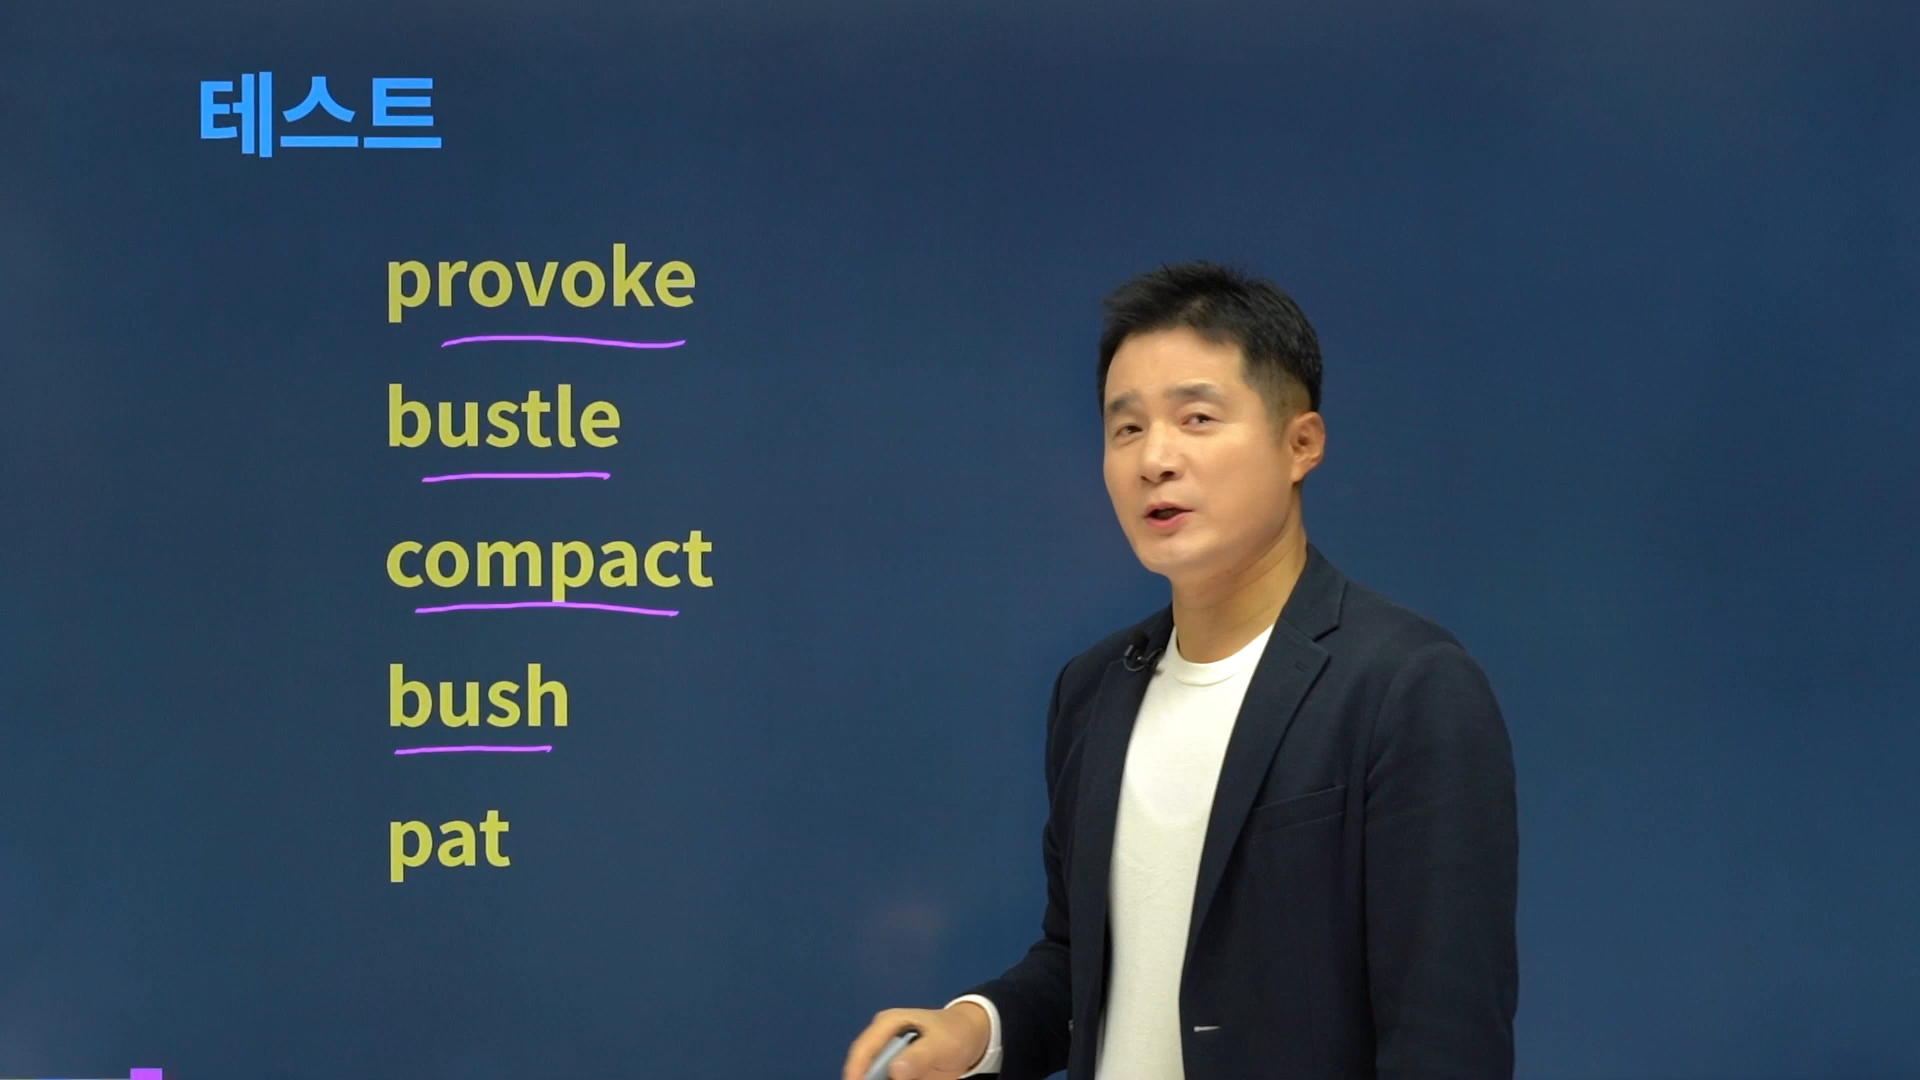 테스트
provoke
bustle
compact
bush
pat